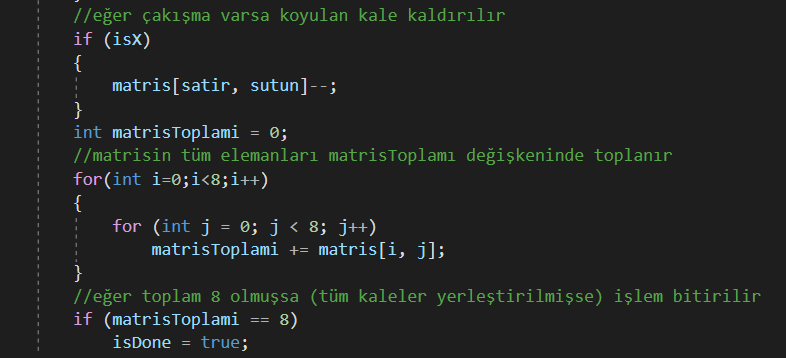 //eğer çakışma varsa koyulan kale kaldırılır
if (isX)
{
matris[satir, sutun]--;
}
int matrisToplami = 0;
//matrisin tüm elemanları matrisToplamı değişkeninde toplanır
for(int i=0;i<8;i++)
{
for (int j = 0; j < 8; j++)
matrisToplami += matris[i, j];
}
//eğer toplam 8 olmuşsa (tüm kaleler yerleştirilmişse) işlem bitirilir
if (matrisToplami == 8)
isDone = true;